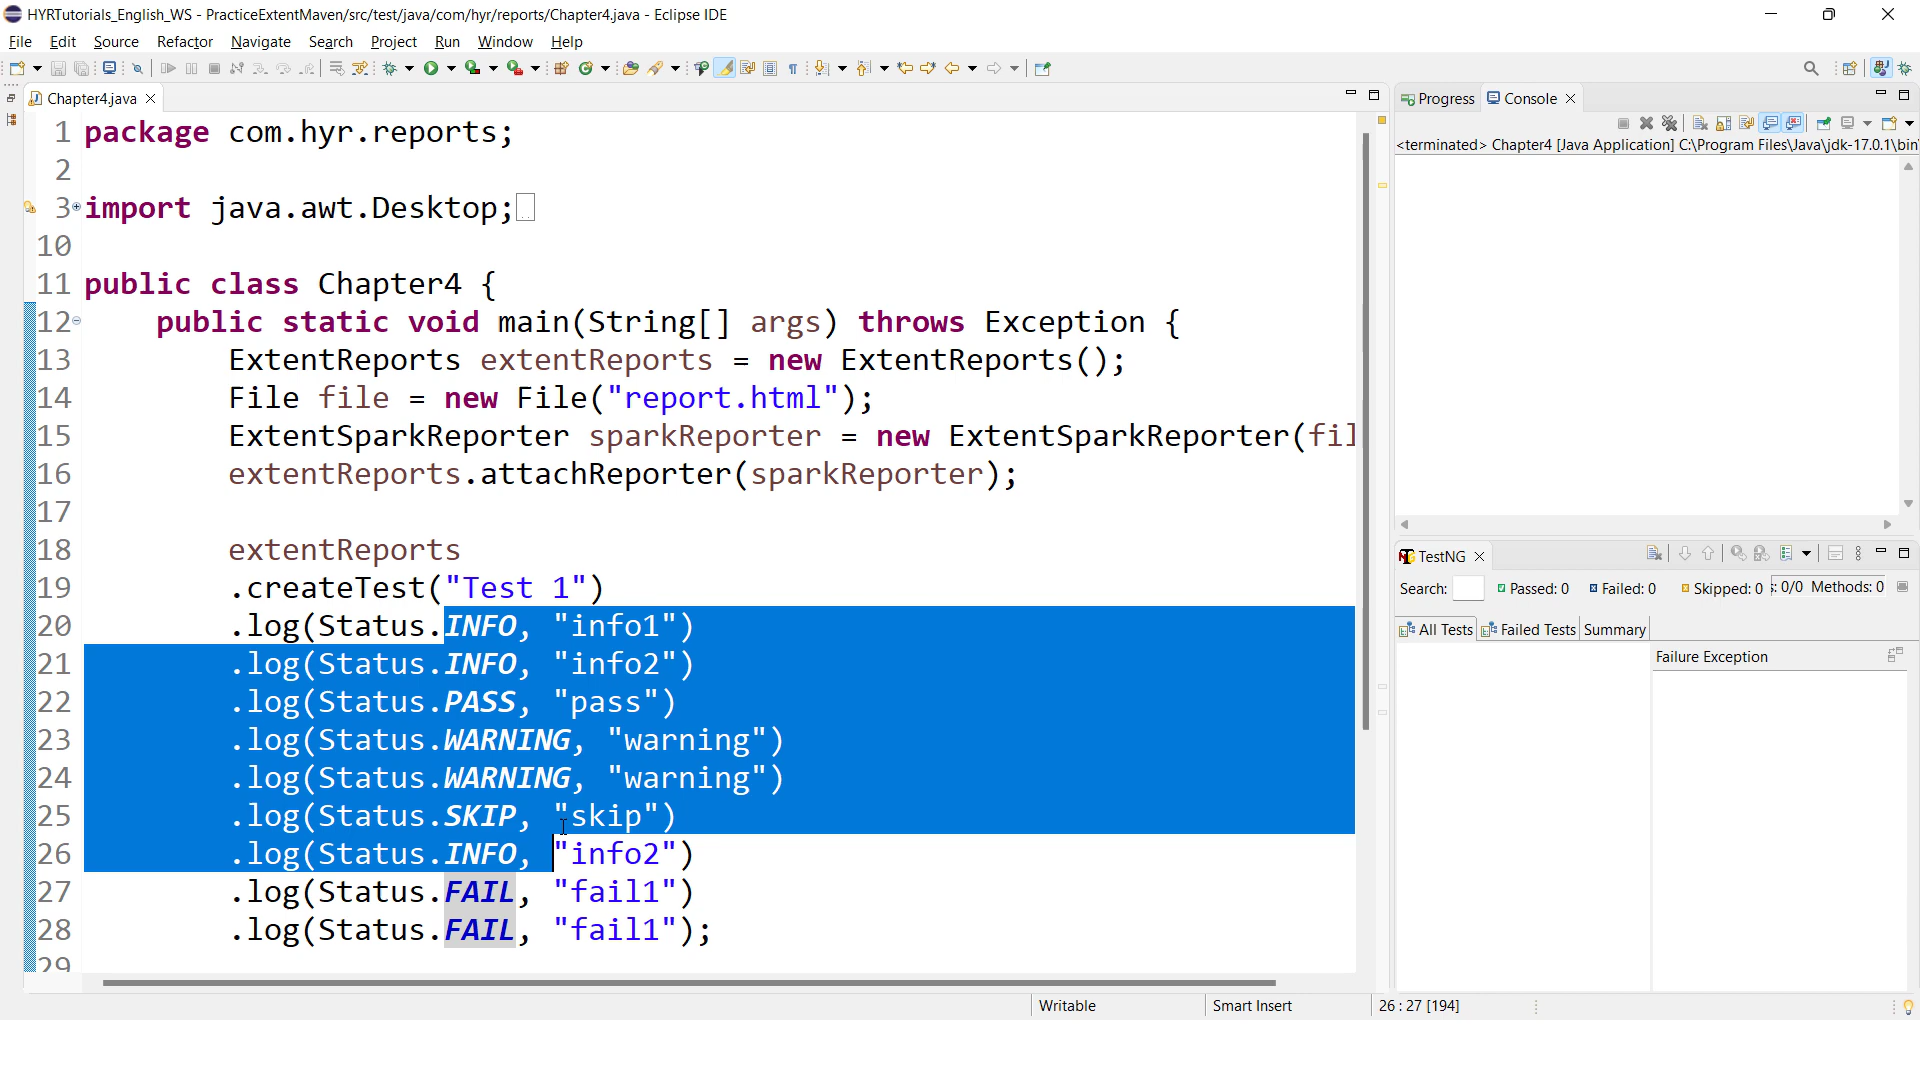 HYRTutorials_English_WS - PracticeExtentMaven/src/test/java/com/hyr/reports/Chapter4.java - Eclipse IDE
File Edit Source Refactor Navigate Search Project Run Window Help
Chapter4.java
Progress Console
<terminated> Chapter4 [Java Application] C:\Program Files\Java\jdk-17.0.1\bin
1 package com.hyr.reports;
2
3 import java.awt.Desktop;
10
11 public class Chapter4 {
12 public static void main(String[] args) throws Exception {
13 ExtentReports extentReports = new ExtentReports();
14 File file = new File("report.html");
15 ExtentSparkReporter sparkReporter = new ExtentSparkReporter(fil
16 extentReports.attachReporter(sparkReporter);
17
18 extentReports
19 .createTest("Test 1")
20 .log(Status.INFO, "info1")
21 .log(Status.INFO, "info2")
22 .log(Status.PASS, "pass")
23 .log(Status.WARNING, "warning")
24 .log(Status.WARNING, "warning")
25 .log(Status.SKIP, "skip")
26 .log(Status.INFO, "info2")
27 .log(Status.FAIL, "fail1")
28 .log(Status.FAIL, "fail1");
29
TestNG
Search: Passed: 0 Failed: 0 Skipped: 0 s: 0/0 Methods: 0
All Tests Failed Tests Summary
Failure Exception
Writable Smart Insert 26 : 27 [194]